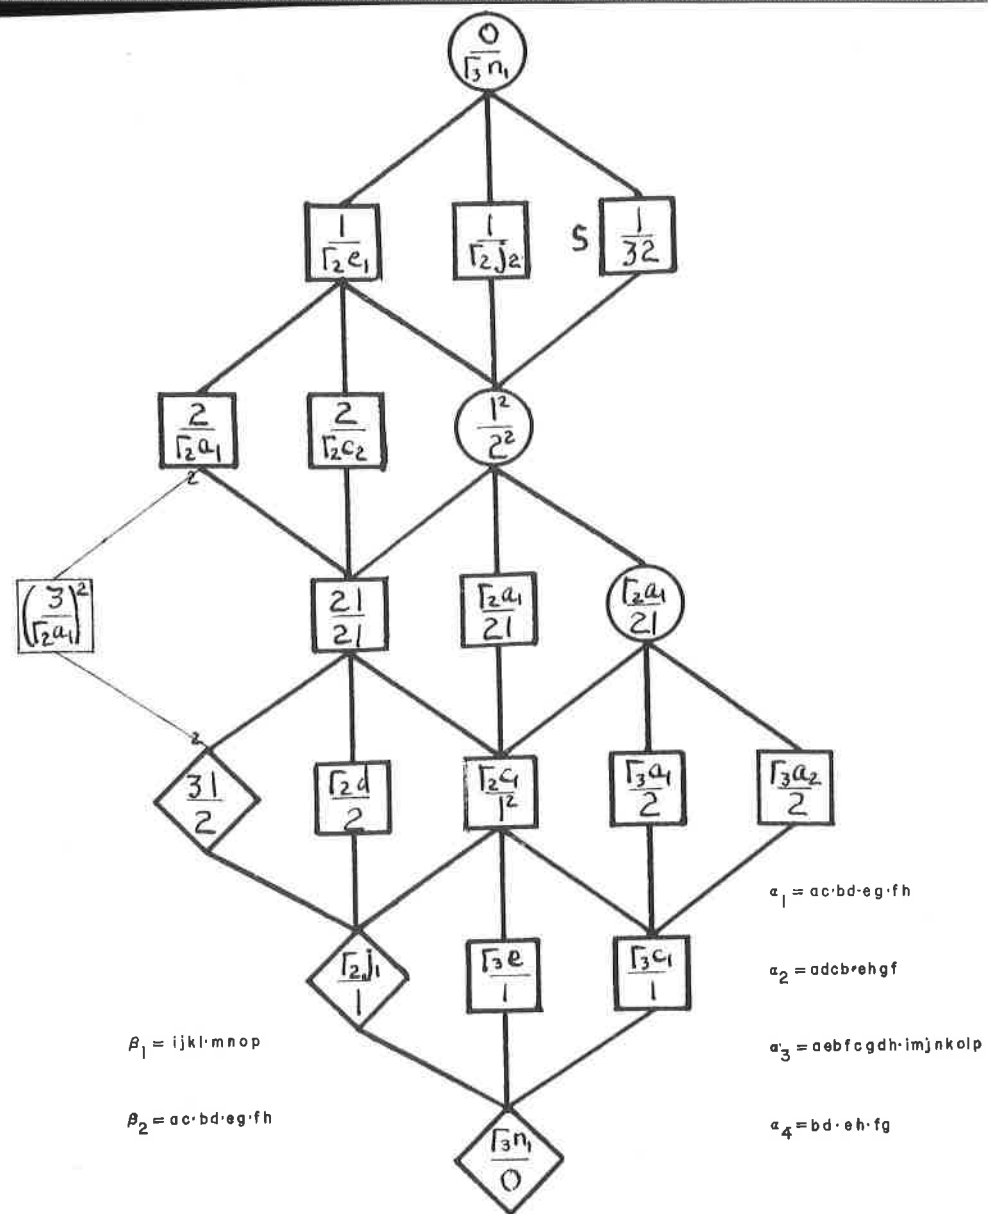 0
Γ₃n₁
1
Γ₂e₁
1
Γ₂j₂
S
1
32
2
Γ₂a₁
2
2
Γ₂c₂
1²
2²
(3
Γ₂a₁)²
21
21
Γ₂a₁
21
Γ₂a₁
21
2
31
2
Γ₂d
2
Γ₂c₁
1²
Γ₃a₁
2
Γ₃a₂
2
α₁ = ac·bd·eg·fh
Γ₂j₁
1
Γ₃e
1
Γ₃c₁
1
α₂ = adcb·ehgf
β₁ = ijkl·mnop
α₃ = aebfcgdh·imjnkolp
β₂ = ac·bd·eg·fh
α₄ = bd·eh·fg
Γ₃n₁
0